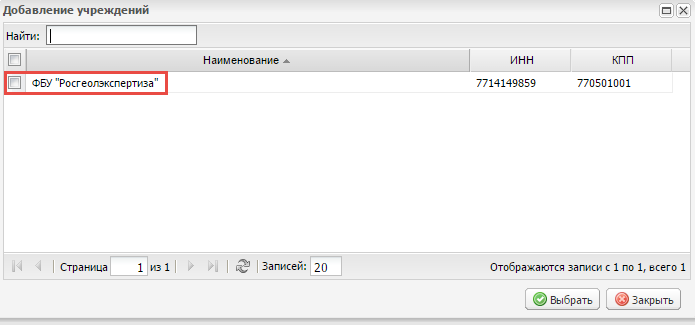 Добавление учреждений
Найти:
Наименование ИНН КПП
ФБУ "Росгеолэкспертиза" 7714149859 770501001
Страница 1 из 1 Записей: 20 Отображаются записи с 1 по 1, всего 1
Выбрать Закрыть